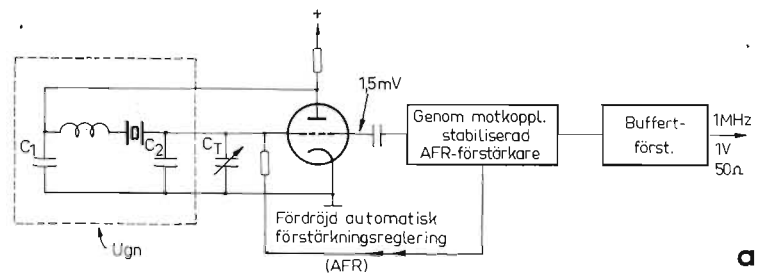 +
1,5mV
C1
C2
CT
Genom motkoppl.
stabiliserad
AFR-förstärkare
Buffert-
först.
1MHz
1V
50Ω
Ugn
Fördröjd automatisk
förstärkningsreglering
(AFR)
a